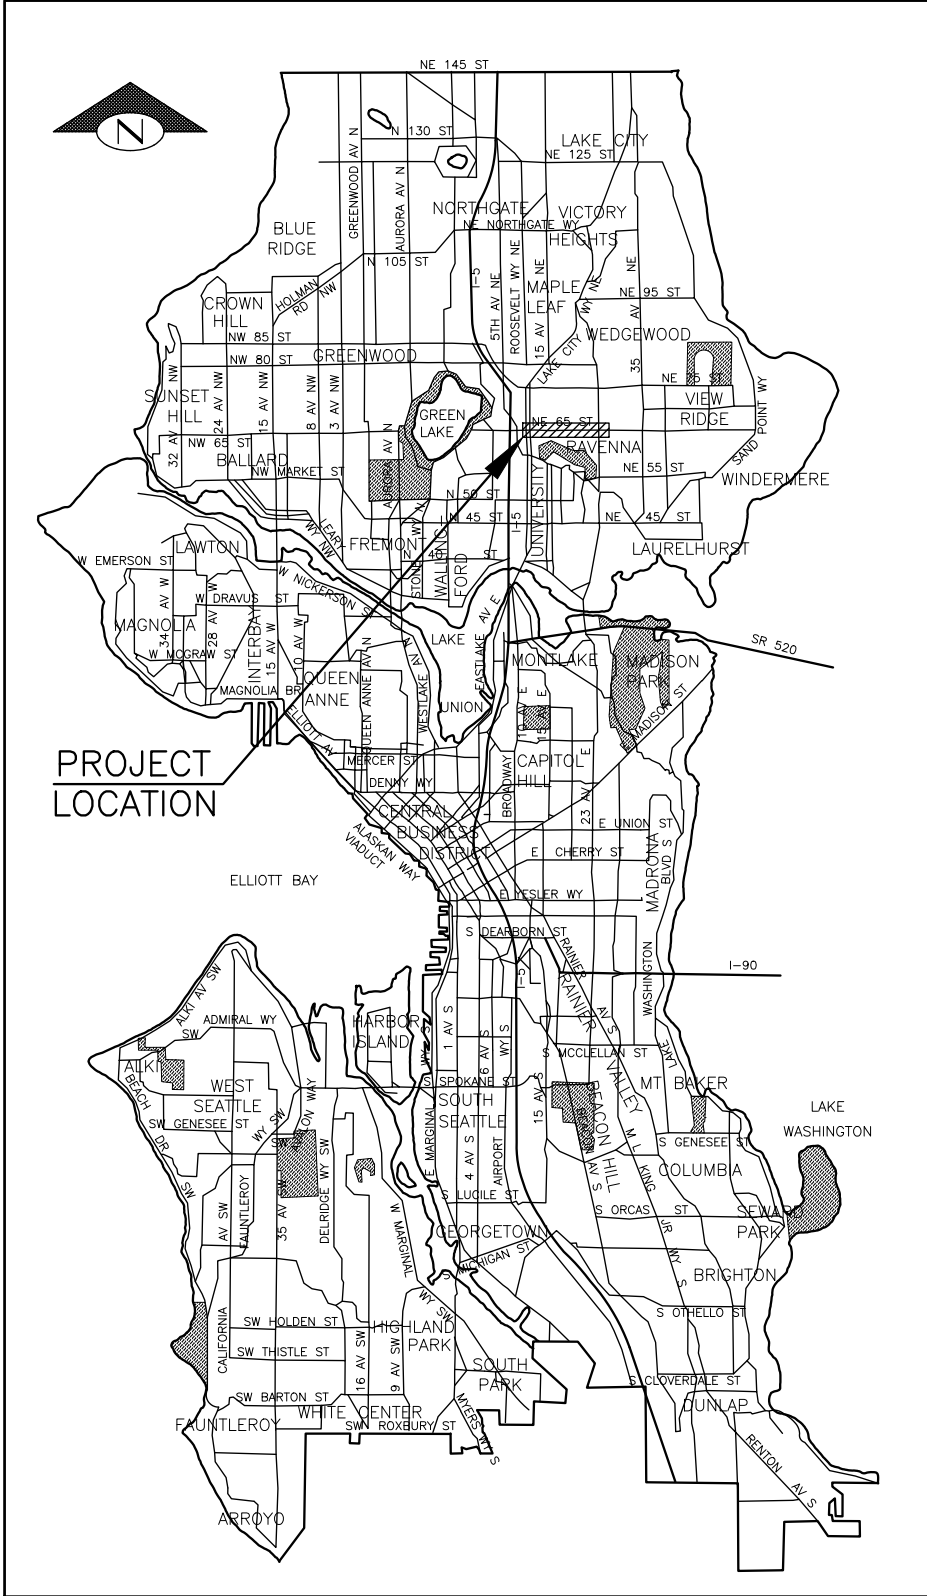 NE 145 ST
N
N 130 ST
LAKE CITY
NE 125 ST
GREENWOOD AV N
AURORA AV N
NORTHGATE
VICTORY
HEIGHTS
NE NORTHGATE WY
BLUE
RIDGE
N 105 ST
I-5
5TH AV NE
ROOSEVELT WY NE
15 AV NE
MAPLE
LEAF
LAKE CITY WY NE
NE 95 ST
35 AV NE
WEDGEWOOD
HOLMAN
RD NW
CROWN
HILL
NW 85 ST
NW 80 ST
GREENWOOD
NE 75 ST
VIEW
RIDGE
SAND POINT WY
SUNSET
HILL
32 AV NW
24 AV NW
15 AV NW
8 AV NW
3 AV NW
GREEN
LAKE
AURORA AV N
NE 65 ST
RAVENNA
NW 65 ST
BALLARD
NW MARKET ST
NE 55 ST
WINDERMERE
N 50 ST
N 45 ST
I-5
UNIVERSITY
NE 45 ST
LAURELHURST
LEARY
WY NW
FREMONT
N 40 ST
STONE WY N
WALLING-
FORD
LAWTON
W EMERSON ST
W NICKERSON ST
W DRAVUS ST
MAGNOLIA
34 AV W
28 AV W
INTERBAY
15 AV W
10 AV W
W MCGRAW ST
MAGNOLIA BR
QUEEN
ANNE
QUEEN ANNE AV N
WESTLAKE AV N
LAKE
UNION
EASTLAKE AV E
MONTLAKE
SR 520
MADISON
PARK
MADISON ST
10 AV E
15 AV E
ELLIOTT AV
MERCER ST
DENNY WY
PROJECT
LOCATION
BROADWAY
CAPITOL
HILL
23 AV E
CENTRAL
BUSINESS
DISTRICT
ALASKAN WAY
VIADUCT
E UNION ST
E CHERRY ST
MADRONA
BLVD S
ELLIOTT BAY
E YESLER WY
S DEARBORN ST
RAINIER AV S
I-5
I-90
LAKE WASHINGTON
ALKI AV SW
SW ADMIRAL WY
HARBOR
ISLAND
1 AV S
6 AV S
RAINIER VALLEY
S MCCLELLAN ST
ALKI
BEACH DR SW
WEST
SEATTLE
S SPOKANE ST
SOUTH
SEATTLE
15 AV S
BEACON HILL
BEACON AV S
MT BAKER
LAKE
WASHINGTON
SW GENESEE ST
AVALON WAY
FAUNTLEROY WY SW
35 AV SW
DELRIDGE WY SW
E MARGINAL WY S
4 AV S
AIRPORT WY S
M L KING JR WY S
S GENESEE ST
COLUMBIA
S LUCILE ST
S ORCAS ST
SEWARD
PARK
W MARGINAL WY SW
GEORGETOWN
S MICHIGAN ST
BRIGHTON
CALIFORNIA AV SW
SW HOLDEN ST
HIGHLAND
PARK
S OTHELLO ST
SW THISTLE ST
16 AV SW
9 AV SW
SOUTH
PARK
S CLOVERDALE ST
SW BARTON ST
WHITE CENTER
FAUNTLEROY
SW ROXBURY ST
MYERS WY S
DUNLAP
RENTON AV S
ARROYO